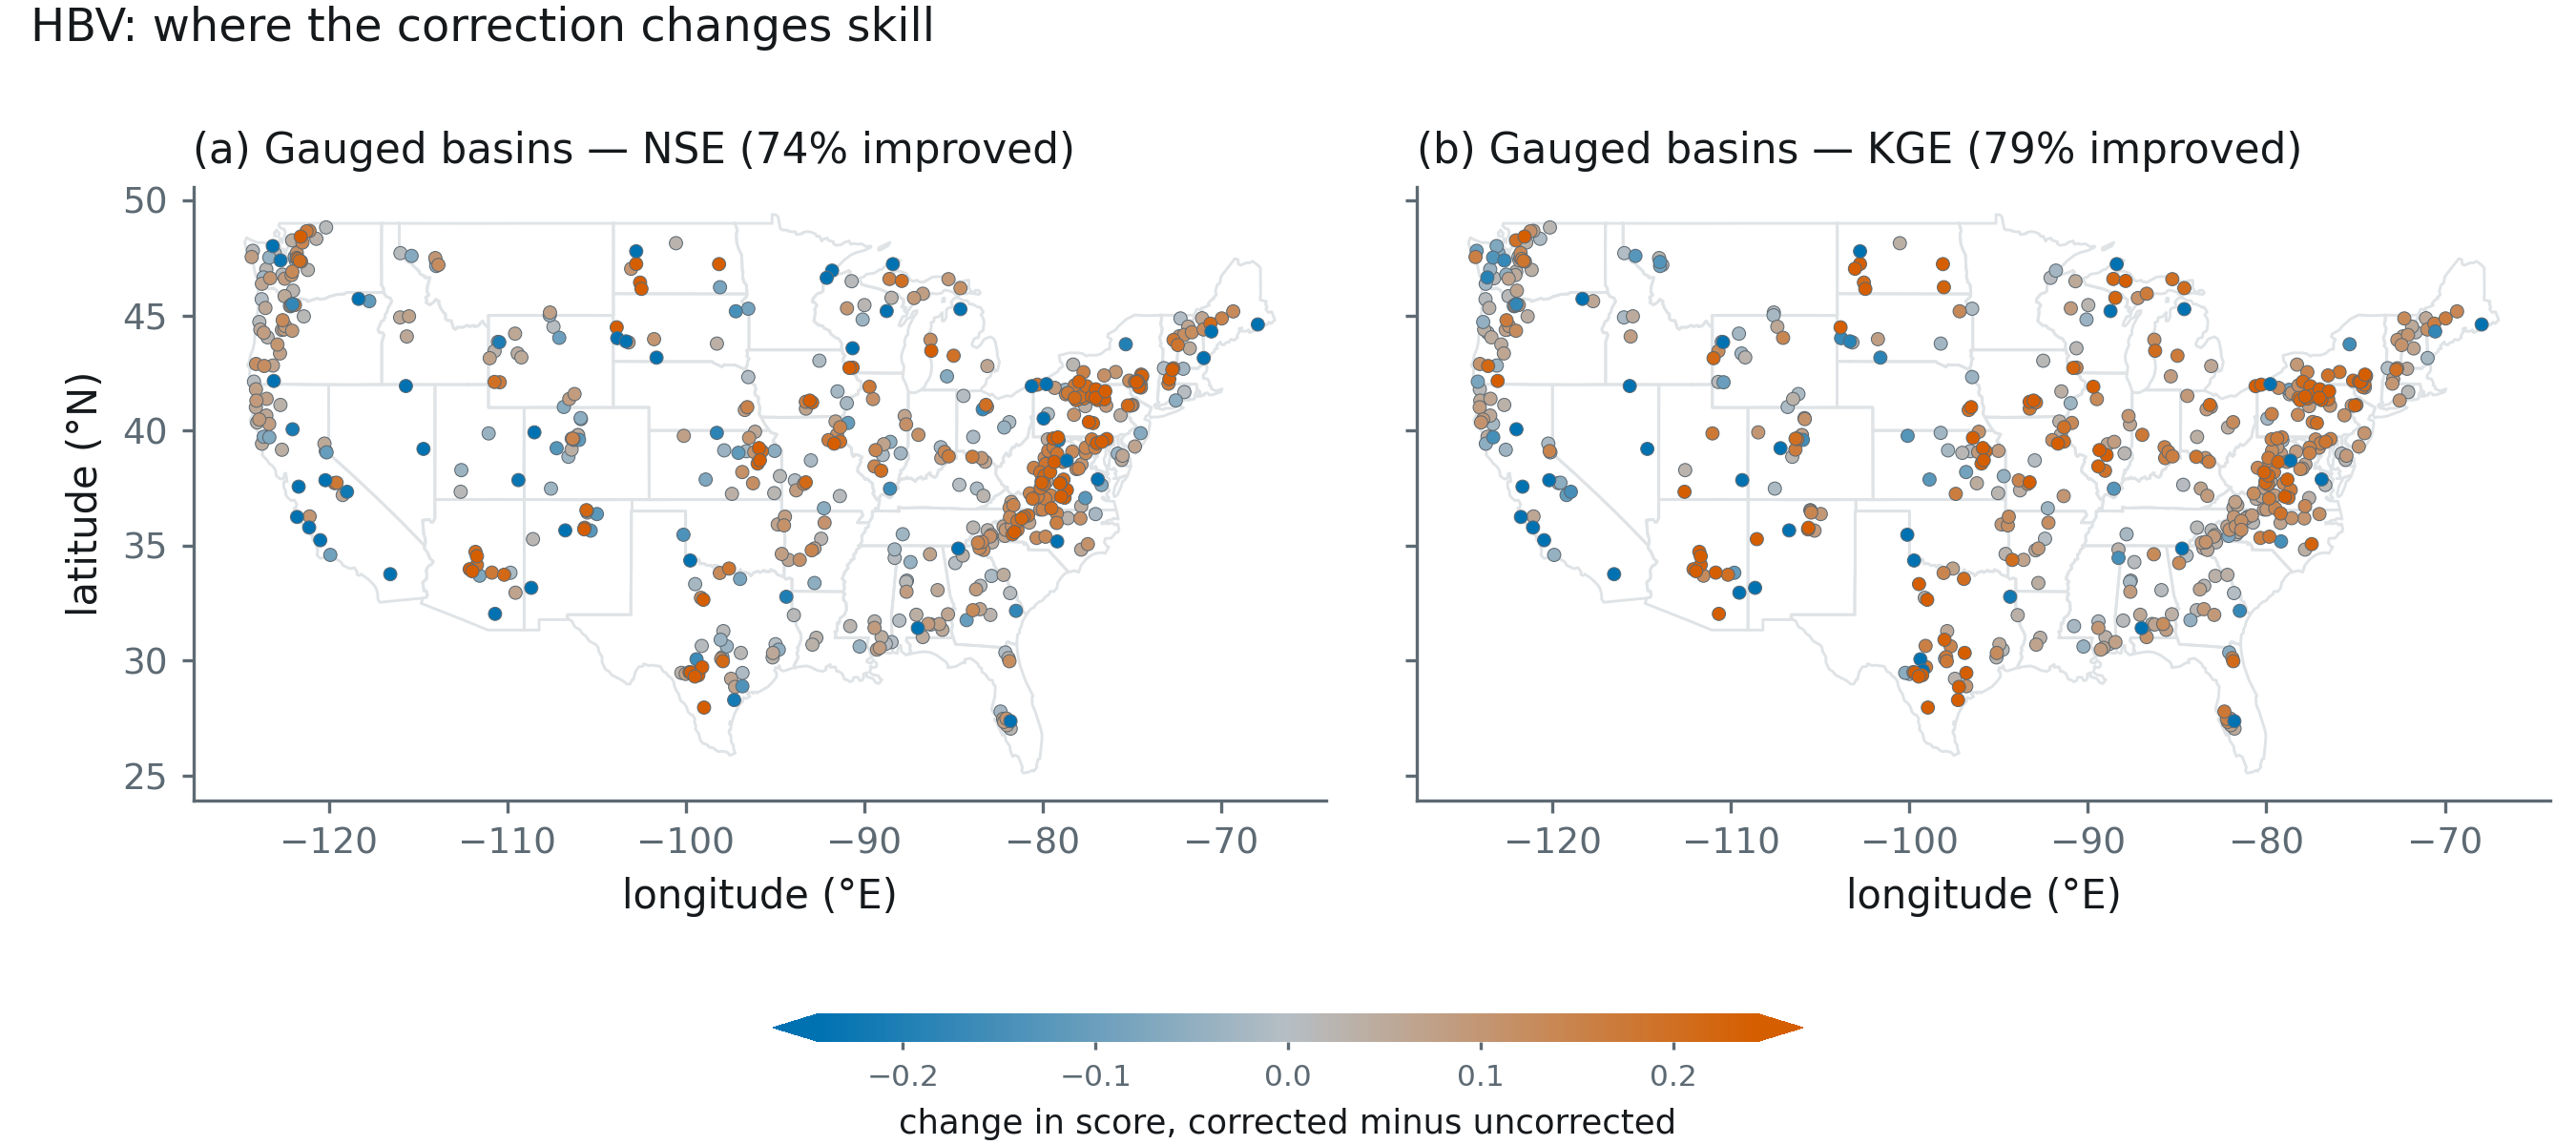 HBV: where the correction changes skill
(a) Gauged basins — NSE (74% improved)
(b) Gauged basins — KGE (79% improved)
50
45
40
35
30
25
latitude (°N)
−120 −110 −100 −90 −80 −70
−120 −110 −100 −90 −80 −70
longitude (°E)
longitude (°E)
−0.2 −0.1 0.0 0.1 0.2
change in score, corrected minus uncorrected